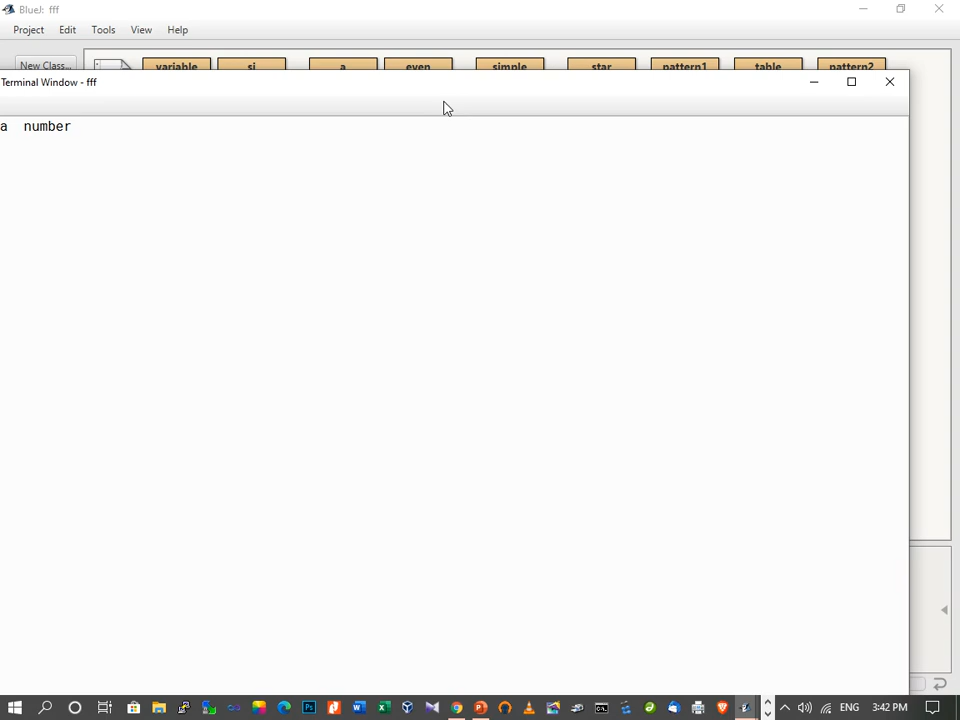 BlueJ: fff
Project Edit Tools View Help
New Class... variable si a even simple star pattern1 table pattern2
Terminal Window - fff
a number
ENG 3:42 PM